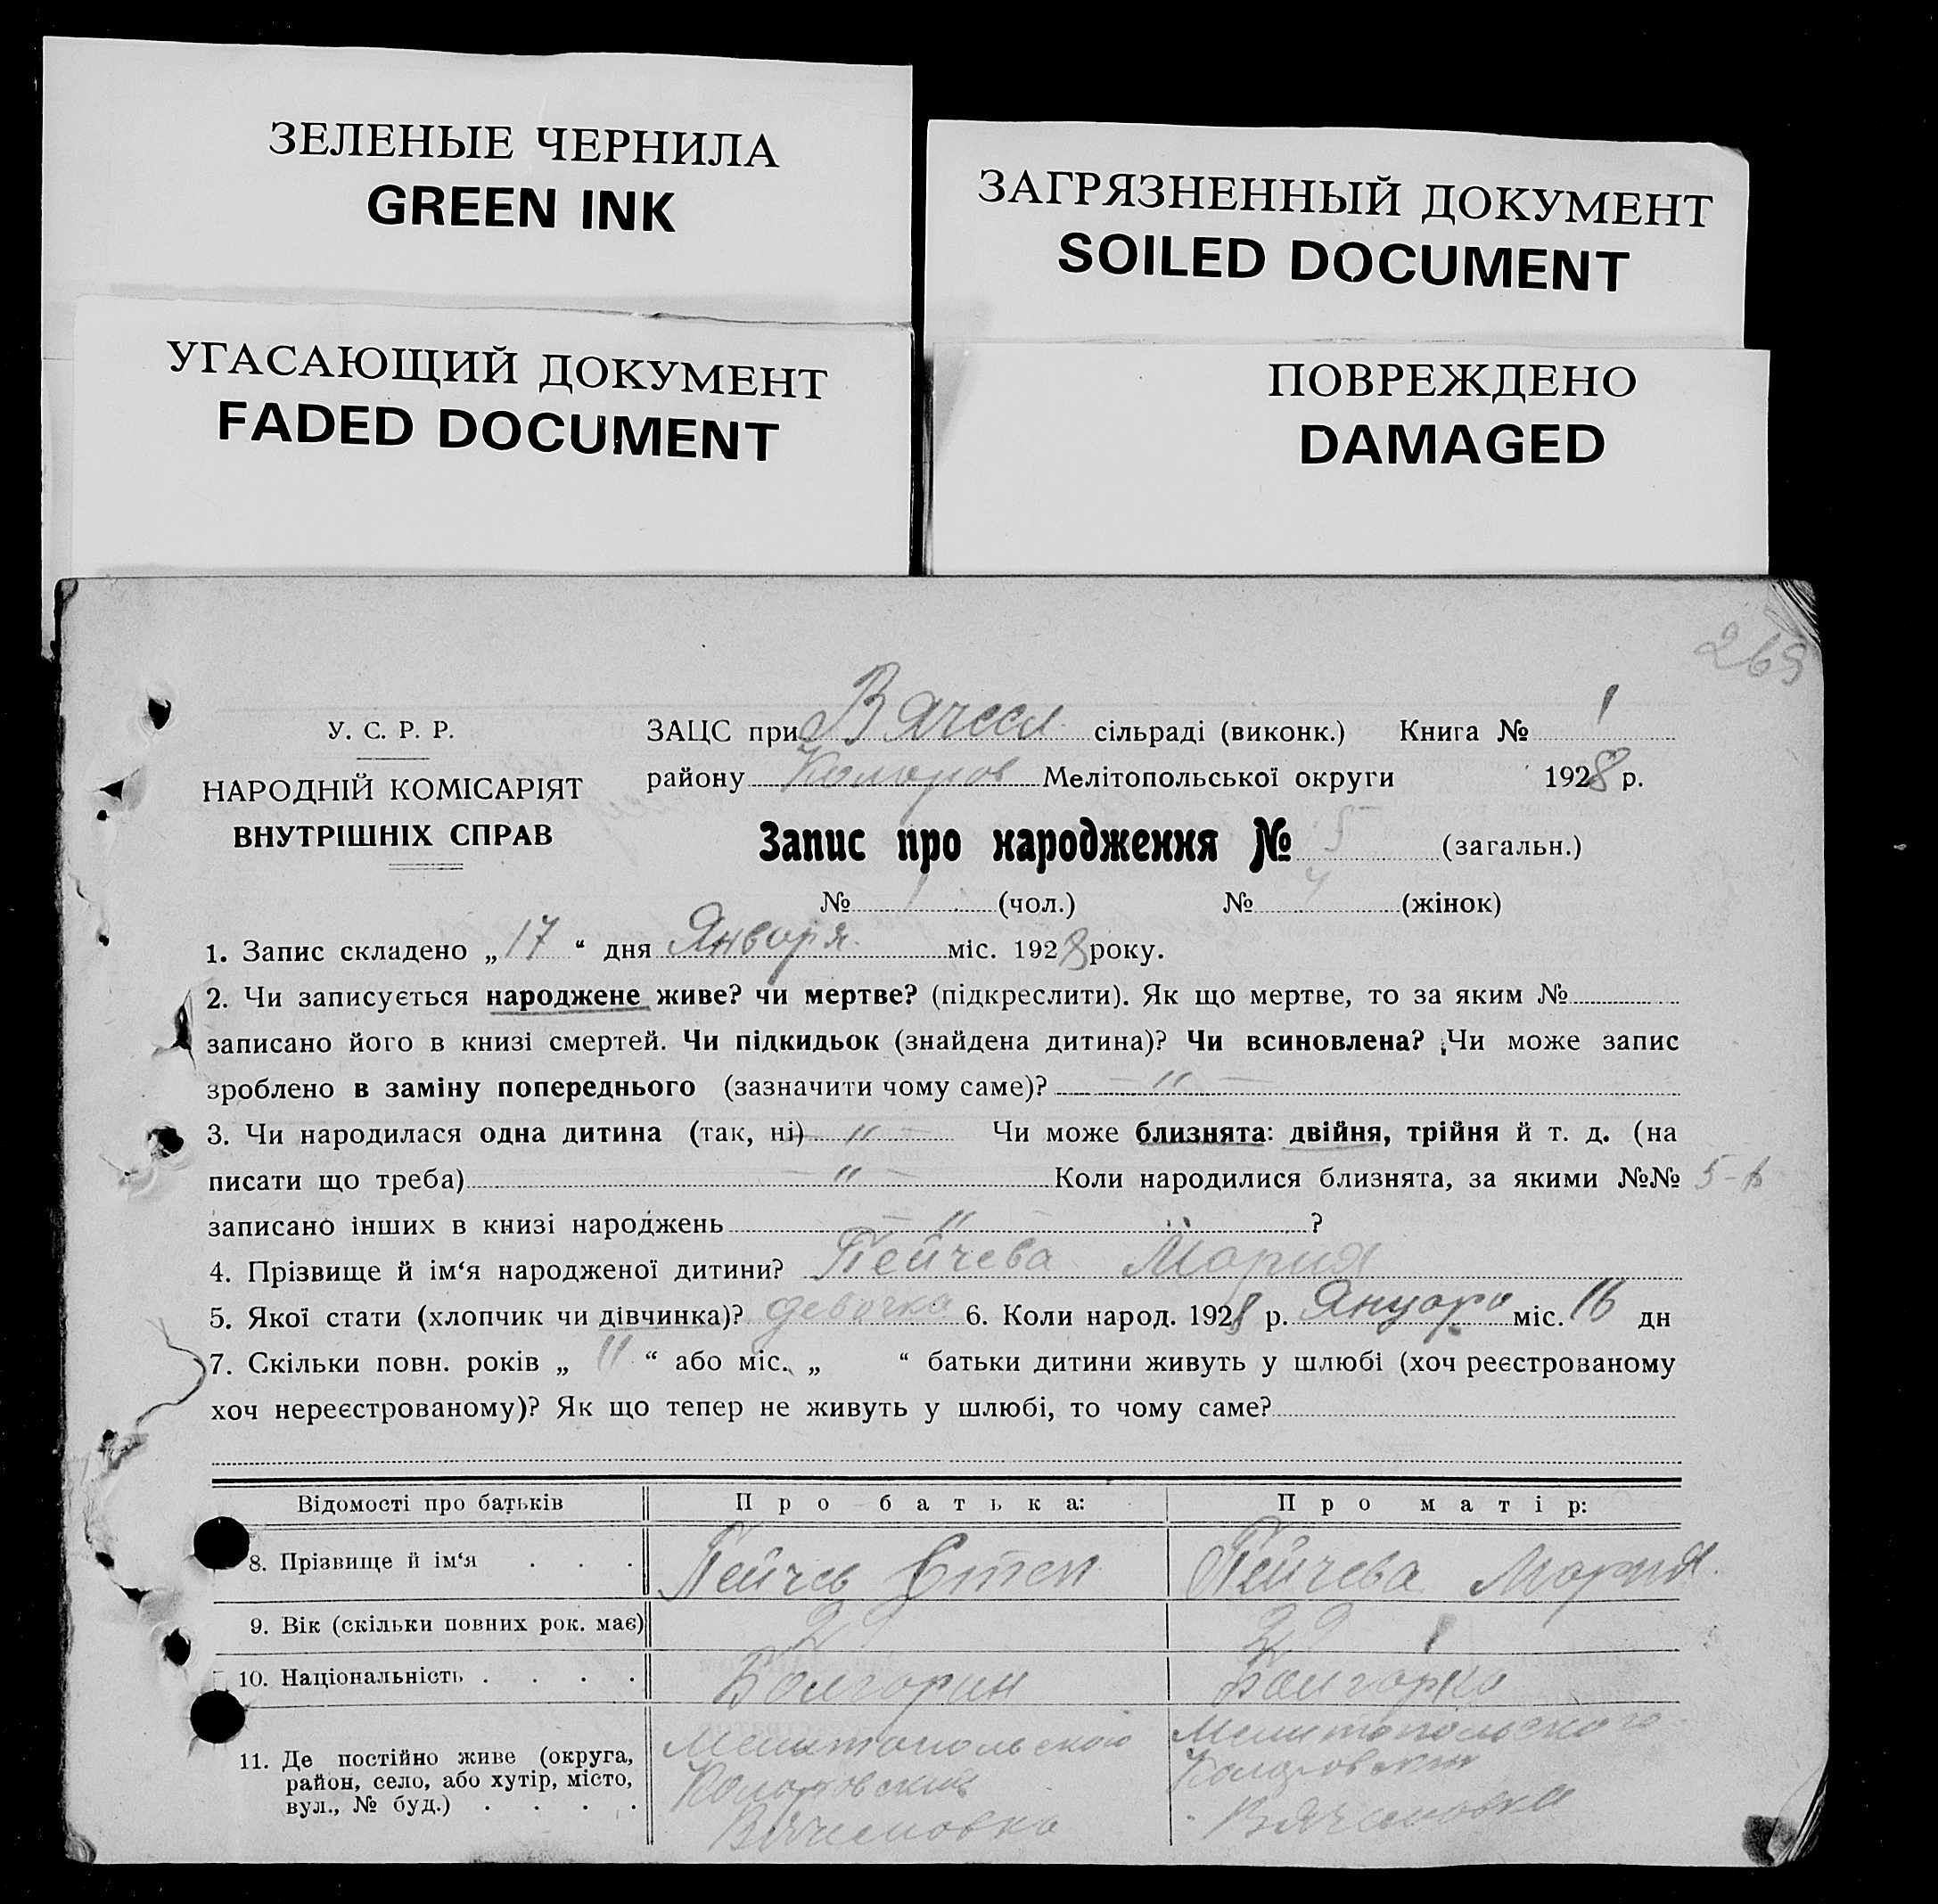 ЗЕЛЕНЫЕ ЧЕРНИЛА
GREEN INK
ЗАГРЯЗНЕННЫЙ ДОКУМЕНТ
SOILED DOCUMENT
УГАСАЮЩИЙ ДОКУМЕНТ
FADED DOCUMENT
ПОВРЕЖДЕНО
DAMAGED
269
У. С. Р. Р.
НАРОДНІЙ КОМІСАРІЯТ
ВНУТРІШНІХ СПРАВ
ЗАЦС при Вячесл сільраді (виконк.) Книга № 1
району Коларов Мелітопольської округи 1928 р.
Запис про народження № 5 (загальн.)
№ 1 (чол.) № 4 (жінок)
1. Запис складено „ 17 “ дня Января міс. 1928 року.
2. Чи записується народжене живе? чи мертве? (підкреслити). Як що мертве, то за яким №
записано його в книзі смертей. Чи підкидьок (знайдена дитина)? Чи всиновлена? Чи може запис
зроблено в заміну попереднього (зазначити чому саме)? — " —
3. Чи народилася одна дитина (так, ні) — " — Чи може близнята: двійня, трійня й т. д. (на
писати що треба) — " — Коли народилися близнята, за якими №№ 5-6
записано інших в книзі народжень — " — ?
4. Прізвище й ім‘я народженої дитини? Пейчева Мария
5. Якої стати (хлопчик чи дівчинка)? девочка 6. Коли народ. 1928 р. Януаро міс. 16 дн
7. Скільки повн. років „ 11 “ або міс. „ “ батьки дитини живуть у шлюбі (хоч реєстрованому
хоч нереєстрованому)? Як що тепер не живуть у шлюбі, то чому саме?
Відомості про батьків Про батька: Про матір:
8. Прізвище й ім‘я . . . Пейчев Степ Пейчева Мария
9. Вік (скільки повних рок. має) 29 29
10. Національність . . . . Болгарин Болгарка
11. Де постійно живе (округа,
район, село, або хутір, місто,
вул., № буд.) . . . .
Мелитопольского
Коларовский
Вячеловка
Мелитопольского
Коларовский
Вячеловка